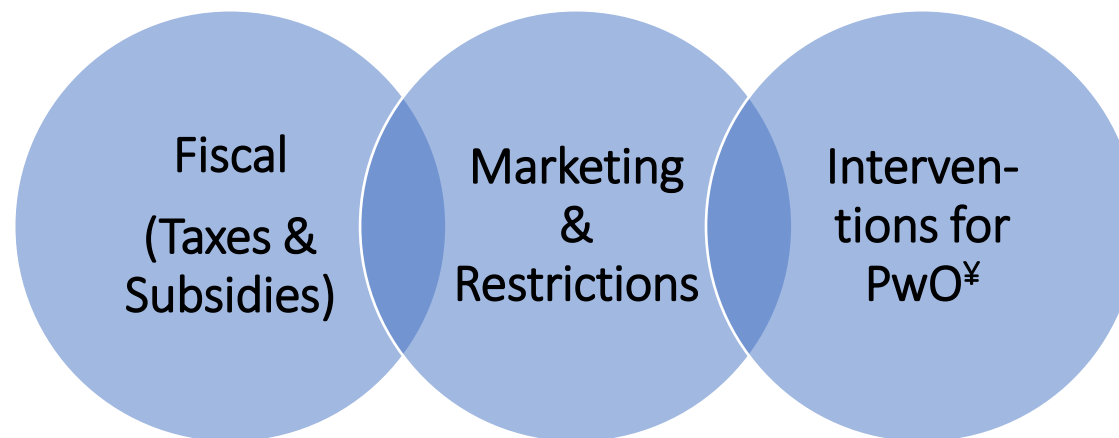 Fiscal
(Taxes &
Subsidies)
Marketing
&
Restrictions
Interven-
tions for
PwO¥